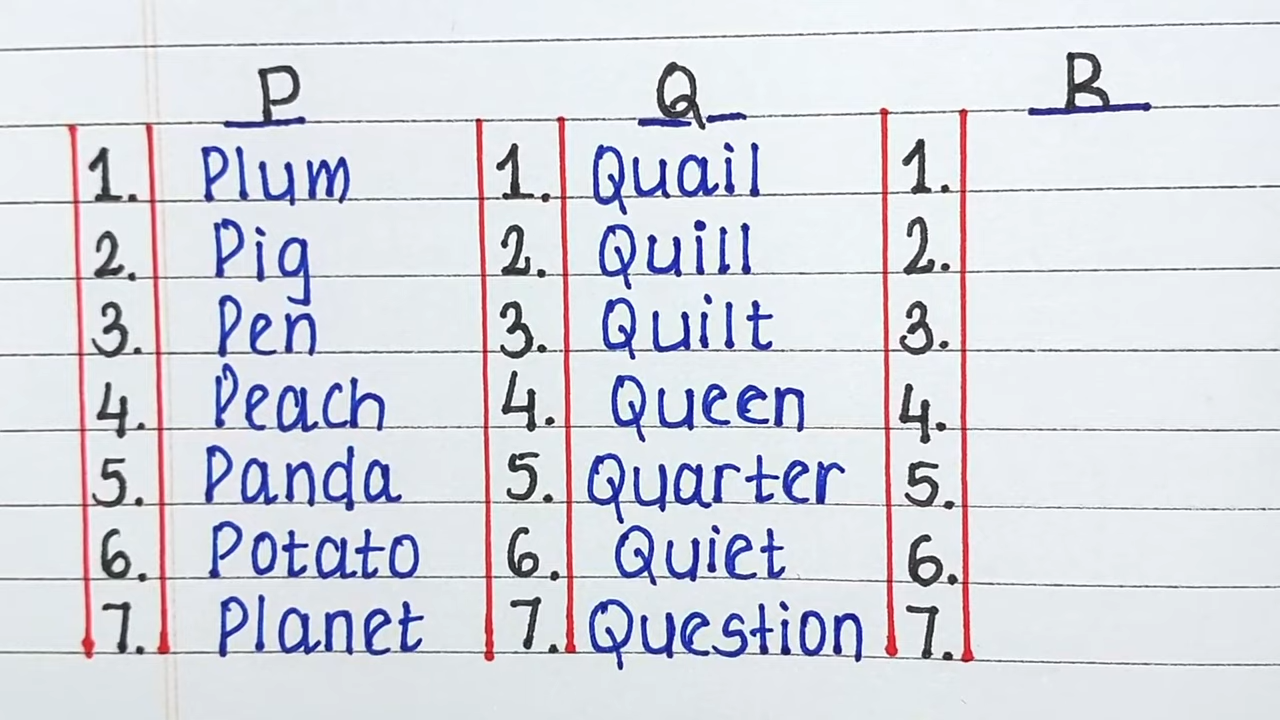 P Q R
1. Plum 1. Quail 1.
2. Pig 2. Quill 2.
3. Pen 3. Quilt 3.
4. Peach 4. Queen 4.
5. Panda 5. Quarter 5.
6. Potato 6. Quiet 6.
7. Planet 7. Question 7.